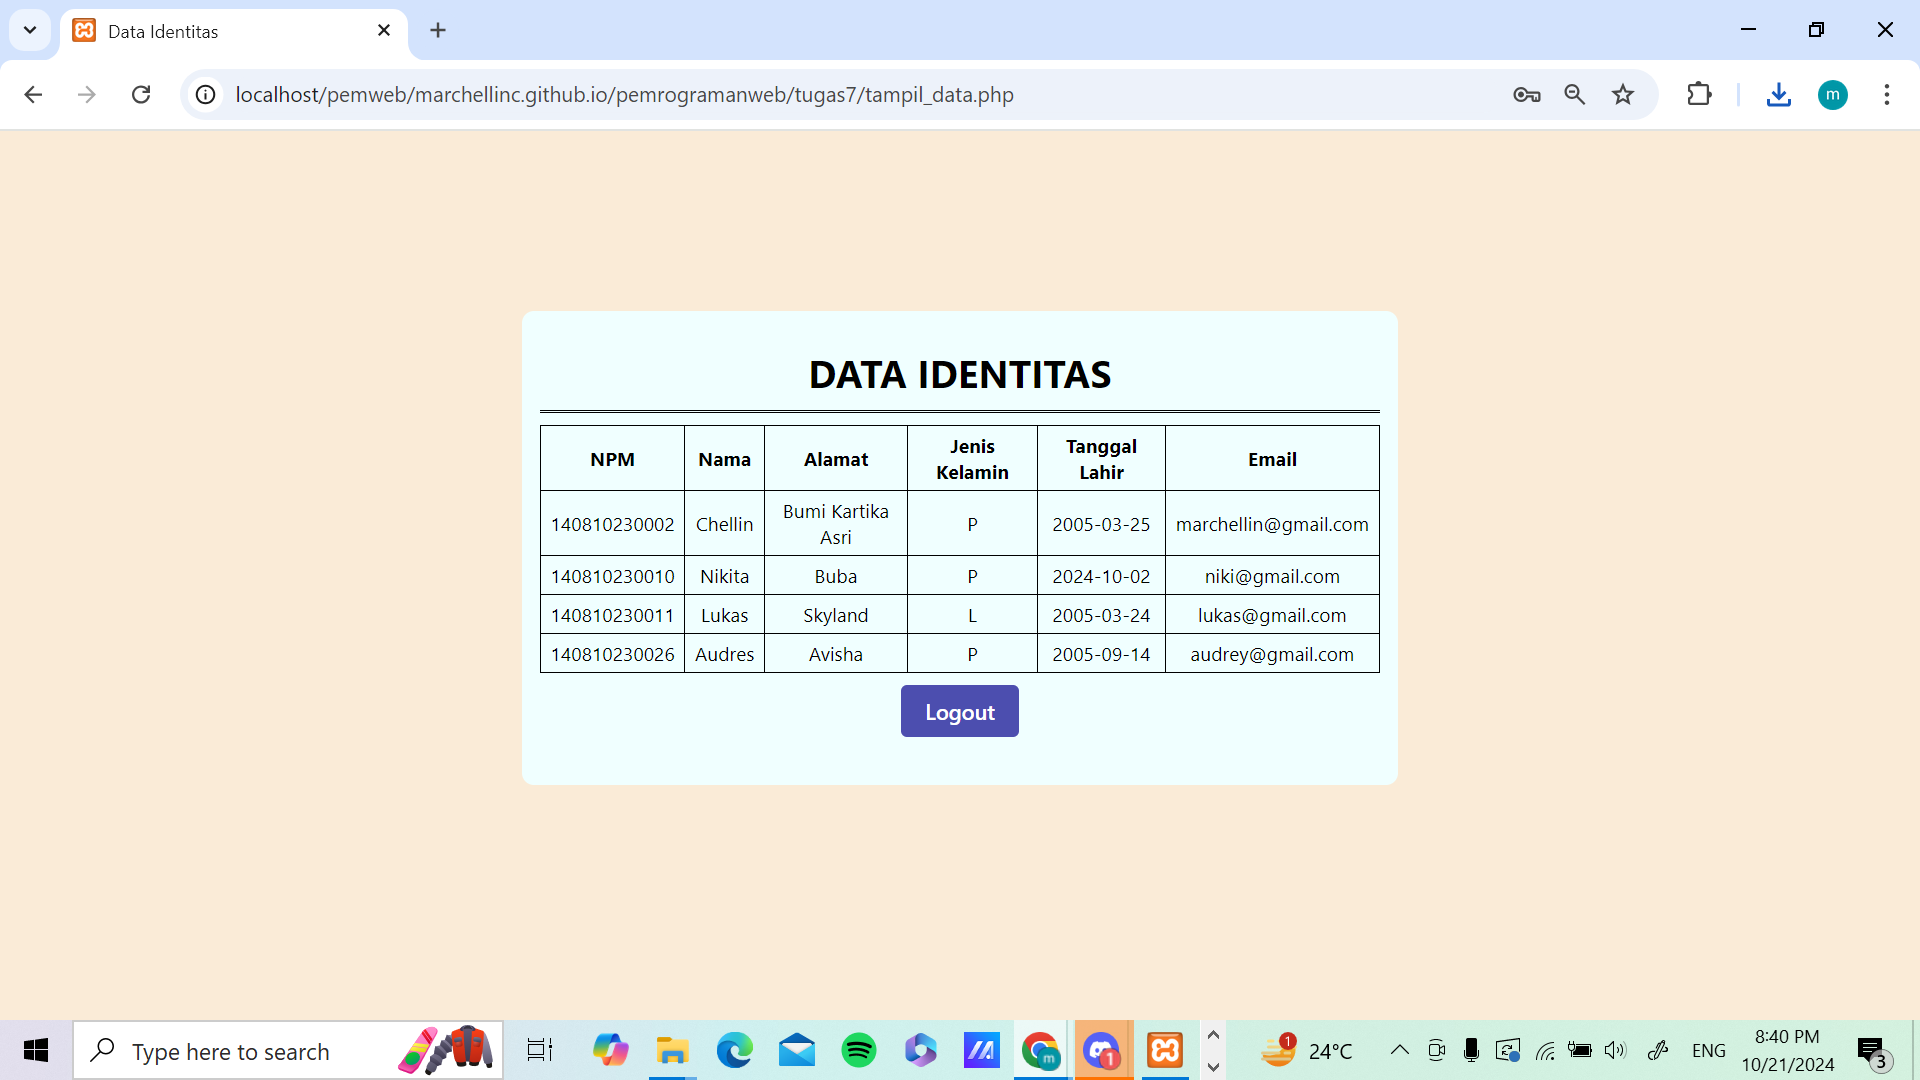 Data Identitas
localhost/pemweb/marchellinc.github.io/pemrogramanweb/tugas7/tampil_data.php
m
DATA IDENTITAS
NPM Nama Alamat Jenis Kelamin Tanggal Lahir Email
140810230002 Chellin Bumi Kartika Asri P 2005-03-25 marchellin@gmail.com
140810230010 Nikita Buba P 2024-10-02 niki@gmail.com
140810230011 Lukas Skyland L 2005-03-24 lukas@gmail.com
140810230026 Audres Avisha P 2005-09-14 audrey@gmail.com
Logout
Type here to search
m
1
1
24°C
ENG
8:40 PM
10/21/2024
3